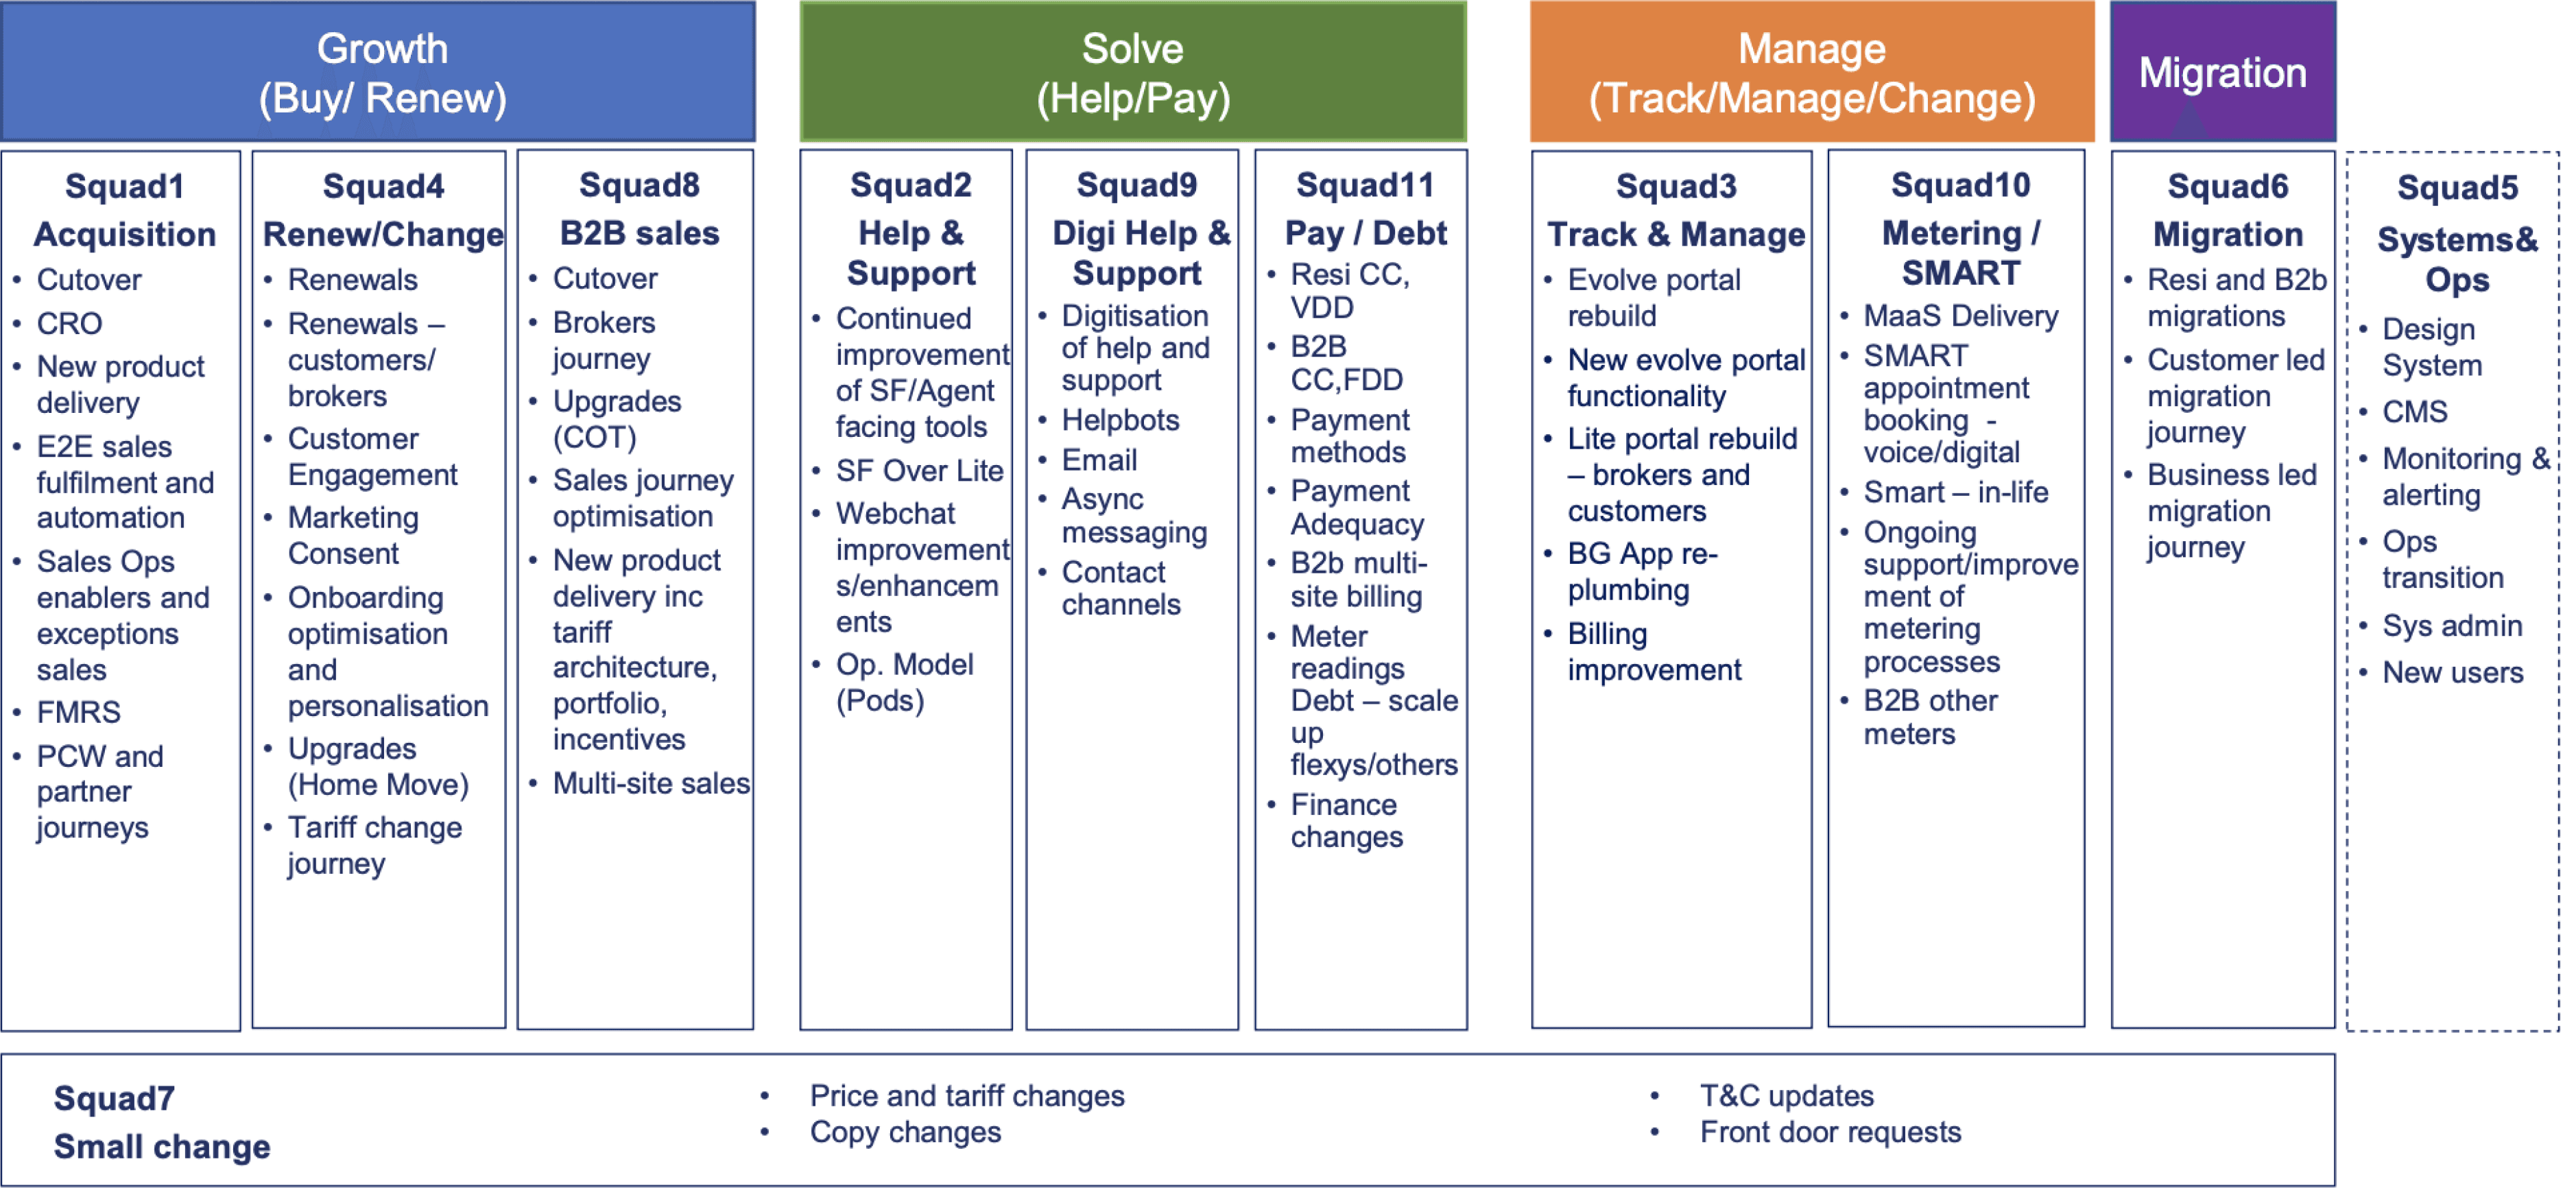 Growth
(Buy/ Renew)
Solve
(Help/Pay)
Manage
(Track/Manage/Change)
Migration
Squad1
Acquisition
• Cutover
• CRO
• New product
delivery
• E2E sales
fulfilment and
automation
• Sales Ops
enablers and
exceptions
sales
• FMRS
• PCW and
partner
journeys
Squad4
Renew/Change
• Renewals
• Renewals –
customers/
brokers
• Customer
Engagement
• Marketing
Consent
• Onboarding
optimisation
and
personalisation
• Upgrades
(Home Move)
• Tariff change
journey
Squad8
B2B sales
• Cutover
• Brokers
journey
• Upgrades
(COT)
• Sales journey
optimisation
• New product
delivery inc
tariff
architecture,
portfolio,
incentives
• Multi-site sales
Squad2
Help &
Support
• Continued
improvement
of SF/Agent
facing tools
• SF Over Lite
• Webchat
improvement
s/enhancem
ents
• Op. Model
(Pods)
Squad9
Digi Help &
Support
• Digitisation
of help and
support
• Helpbots
• Email
• Async
messaging
• Contact
channels
Squad11
Pay / Debt
• Resi CC,
VDD
• B2B
CC,FDD
• Payment
methods
• Payment
Adequacy
• B2b multi-
site billing
• Meter
readings
Debt – scale
up
flexys/others
• Finance
changes
Squad3
Track & Manage
• Evolve portal
rebuild
• New evolve portal
functionality
• Lite portal rebuild
– brokers and
customers
• BG App re-
plumbing
• Billing
improvement
Squad10
Metering /
SMART
• MaaS Delivery
• SMART
appointment
booking -
voice/digital
• Smart – in-life
• Ongoing
support/improve
ment of
metering
processes
• B2B other
meters
Squad6
Migration
• Resi and B2b
migrations
• Customer led
migration
journey
• Business led
migration
journey
Squad5
Systems&
Ops
• Design
System
• CMS
• Monitoring &
alerting
• Ops
transition
• Sys admin
• New users
Squad7
Small change
• Price and tariff changes
• Copy changes
• T&C updates
• Front door requests